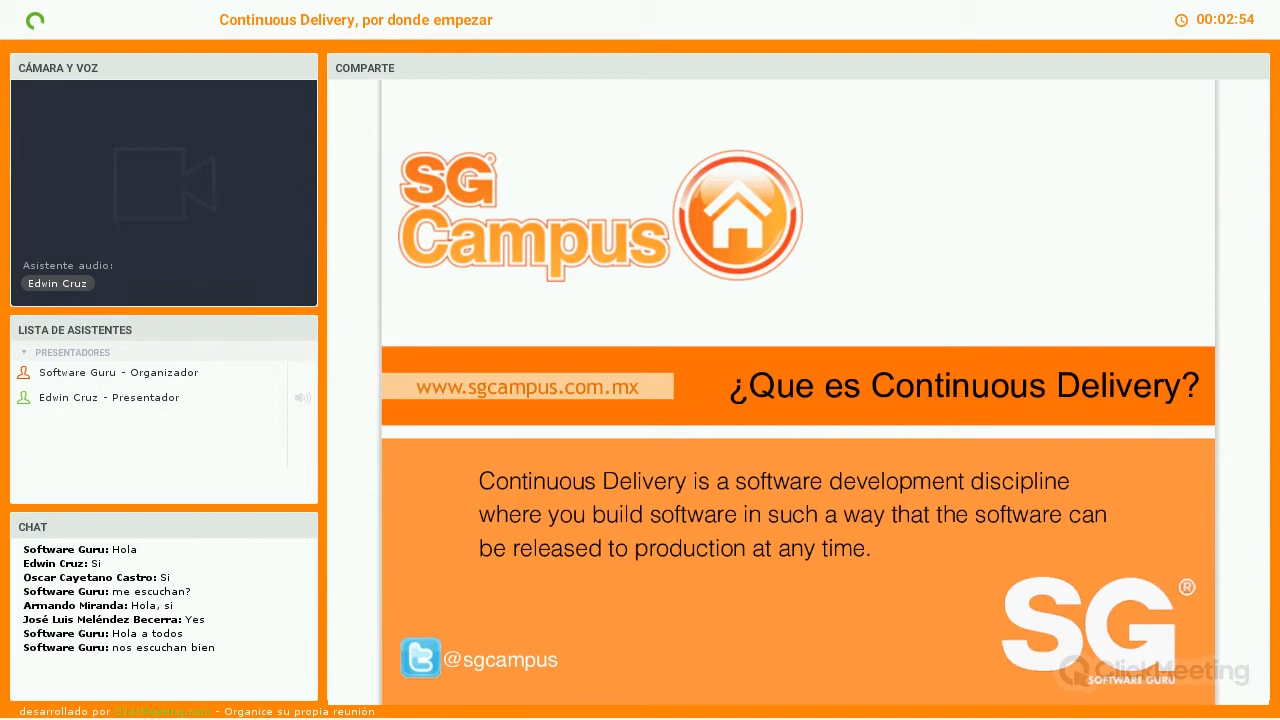 Continuous Delivery, por donde empezar
00:02:54
CÁMARA Y VOZ
Asistente audio:
Edwin Cruz
LISTA DE ASISTENTES
PRESENTADORES
Software Guru - Organizador
Edwin Cruz - Presentador
CHAT
Software Guru: Hola
Edwin Cruz: Si
Oscar Cayetano Castro: Si
Software Guru: me escuchan?
Armando Miranda: Hola, si
José Luis Meléndez Becerra: Yes
Software Guru: Hola a todos
Software Guru: nos escuchan bien
desarrollado por ClickMeeting.com - Organice su propia reunión
COMPARTE
SG
Campus
www.sgcampus.com.mx
¿Que es Continuous Delivery?
Continuous Delivery is a software development discipline
where you build software in such a way that the software can
be released to production at any time.
@sgcampus
SG®
SOFTWARE GURU
ClickMeeting